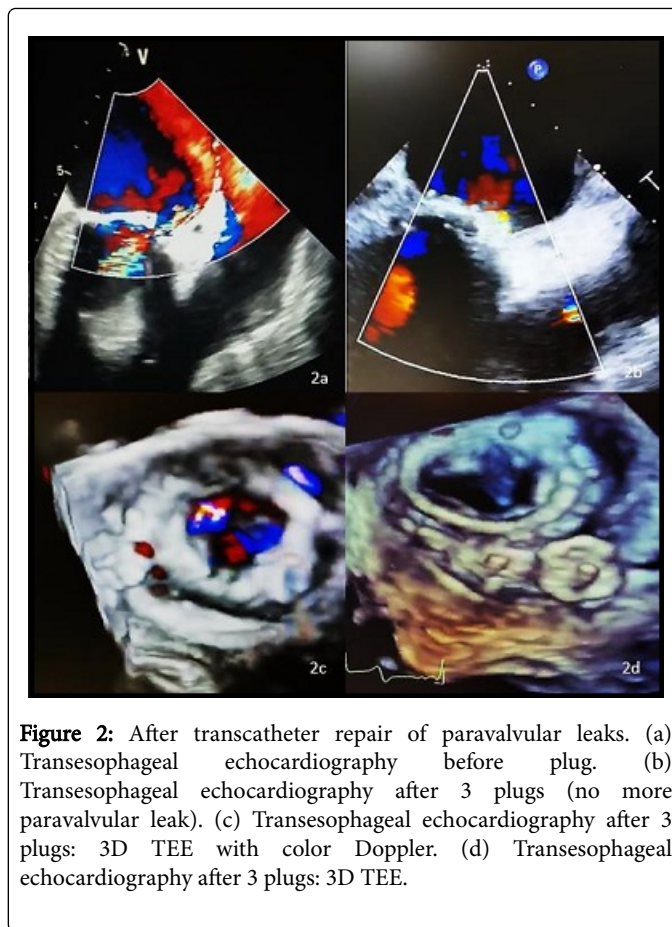 V
5
P
2a
2b
2c
2d
Figure 2: After transcatheter repair of paravalvular leaks. (a)
Transesophageal echocardiography before plug. (b)
Transesophageal echocardiography after 3 plugs (no more
paravalvular leak). (c) Transesophageal echocardiography after 3
plugs: 3D TEE with color Doppler. (d) Transesophageal
echocardiography after 3 plugs: 3D TEE.